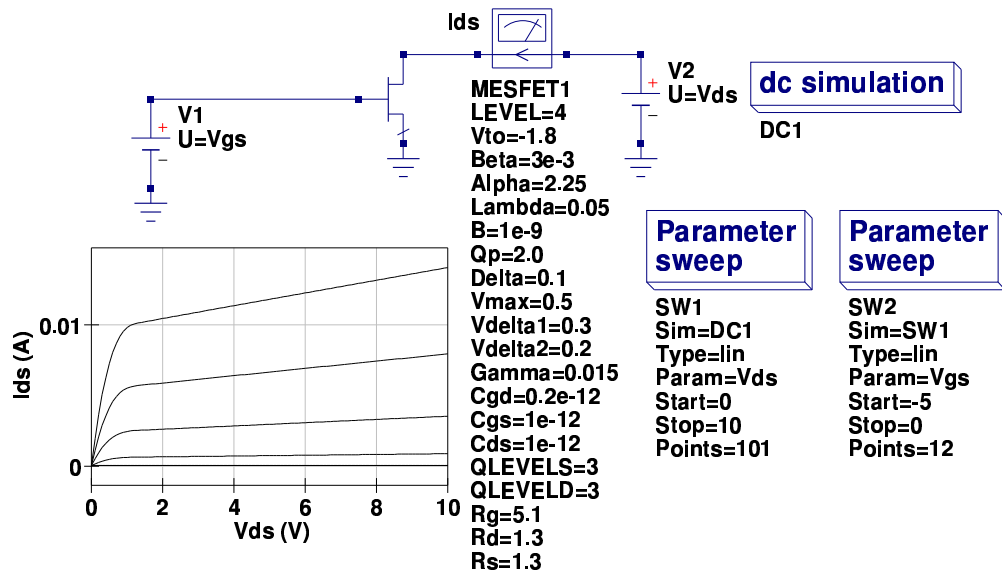 Ids
V1
U=Vgs
MESFET1
LEVEL=4
Vto=-1.8
Beta=3e-3
Alpha=2.25
Lambda=0.05
B=1e-9
Qp=2.0
Delta=0.1
Vmax=0.5
Vdelta1=0.3
Vdelta2=0.2
Gamma=0.015
Cgd=0.2e-12
Cgs=1e-12
Cds=1e-12
QLEVELS=3
QLEVELD=3
Rg=5.1
Rd=1.3
Rs=1.3
V2
U=Vds
dc simulation
DC1
Parameter
sweep
SW1
Sim=DC1
Type=lin
Param=Vds
Start=0
Stop=10
Points=101
Parameter
sweep
SW2
Sim=SW1
Type=lin
Param=Vgs
Start=-5
Stop=0
Points=12
Ids (A)
0.01
0
0 2 4 6 8 10
Vds (V)